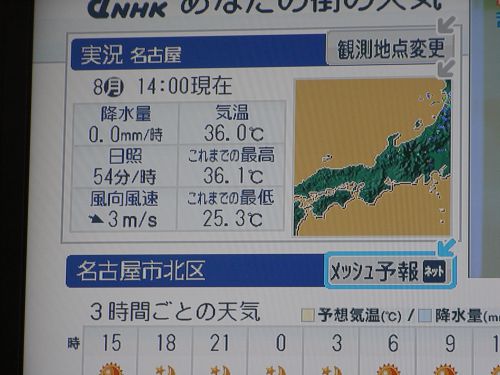 NHK あなたの街の天気
実況 名古屋
観測地点変更
8月 14:00現在
降水量 気温
0.0mm/時 36.0℃
日照 これまでの最高
54分/時 36.1℃
風向風速 これまでの最低
3m/s 25.3℃
名古屋市北区
メッシュ予報 ネット
3時間ごとの天気
予想気温(℃) / 降水量(mm
時 15 18 21 0 3 6 9 1